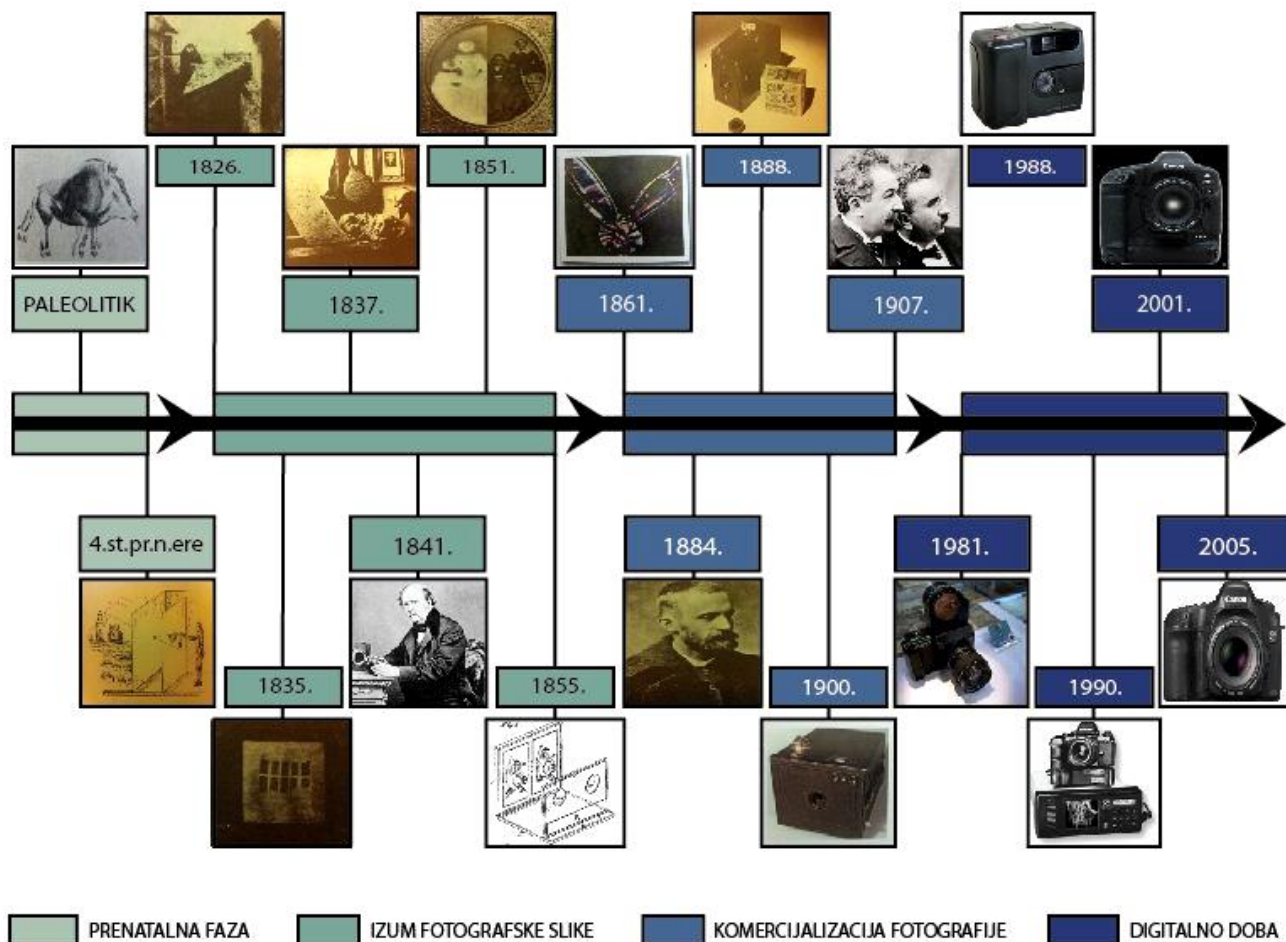 1826.
1851.
1888.
1988.
PALEOLITIK
1837.
1861.
1907.
2001.
4.st.pr.n.ere
1841.
1884.
1981.
2005.
1835.
1855.
1900.
1990.
PRENATALNA FAZA
IZUM FOTOGRAFSKE SLIKE
KOMERCIJALIZACIJA FOTOGRAFIJE
DIGITALNO DOBA